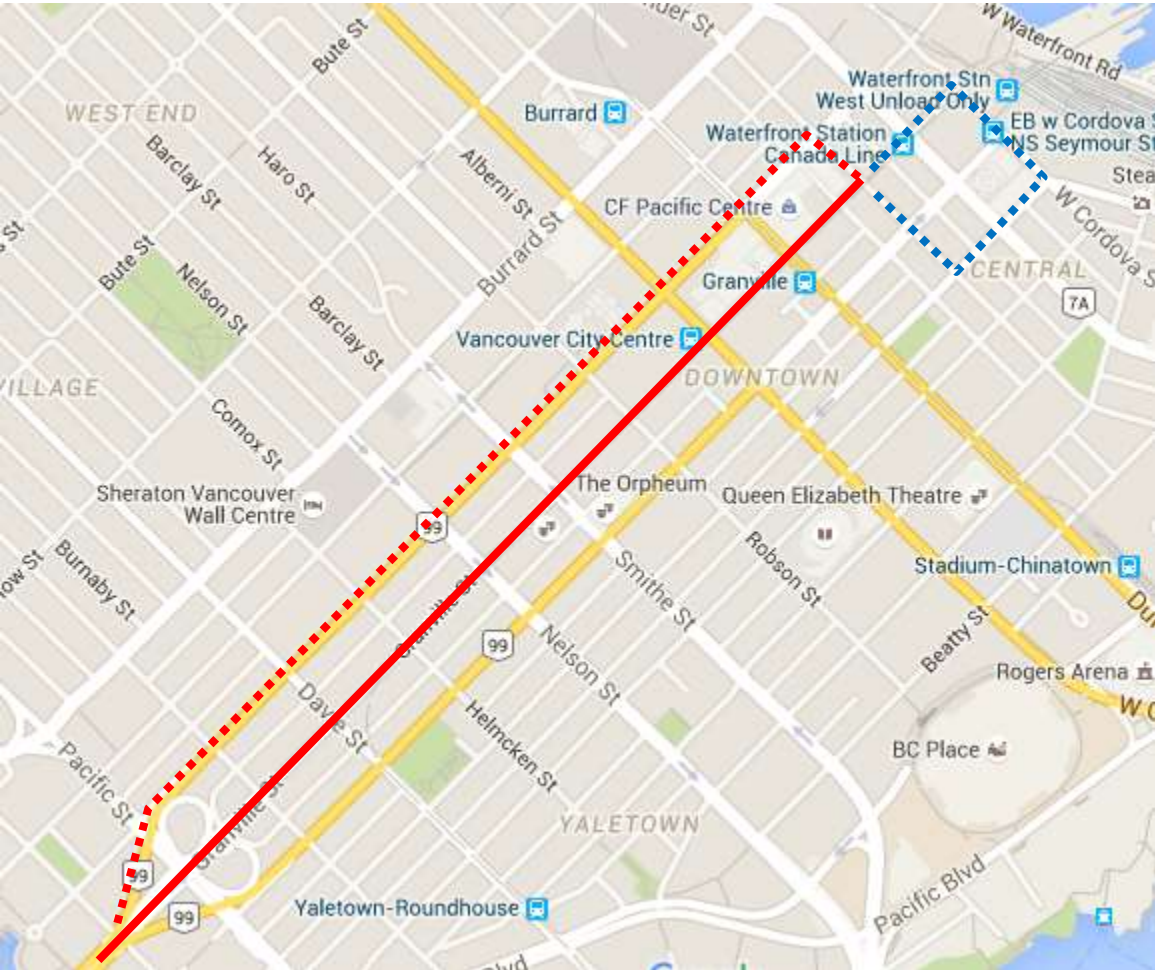 W Waterfront Rd
Bute St
Waterfront Stn
West Unload Only
WEST END
Burrard
EB w Cordova S
NS Seymour St
Waterfront Station
Canada Line
Barclay St
Haro St
Alberni St
Stea
CF Pacific Centre
W Cordova S
Burrard St
Bute St
Nelson St
CENTRAL
Granville
7A
Barclay St
Vancouver City Centre
DOWNTOWN
ILLAGE
Comox St
The Orpheum
Sheraton Vancouver
Wall Centre
Queen Elizabeth Theatre
99
Burnaby St
Robson St
Smithe St
Stadium-Chinatown
Granville St
Beatty St
99
Nelson St
Rogers Arena
Davie St
Helmcken St
W G
Pacific St
BC Place
Granville St
YALETOWN
99
Pacific Blvd
99
Yaletown-Roundhouse